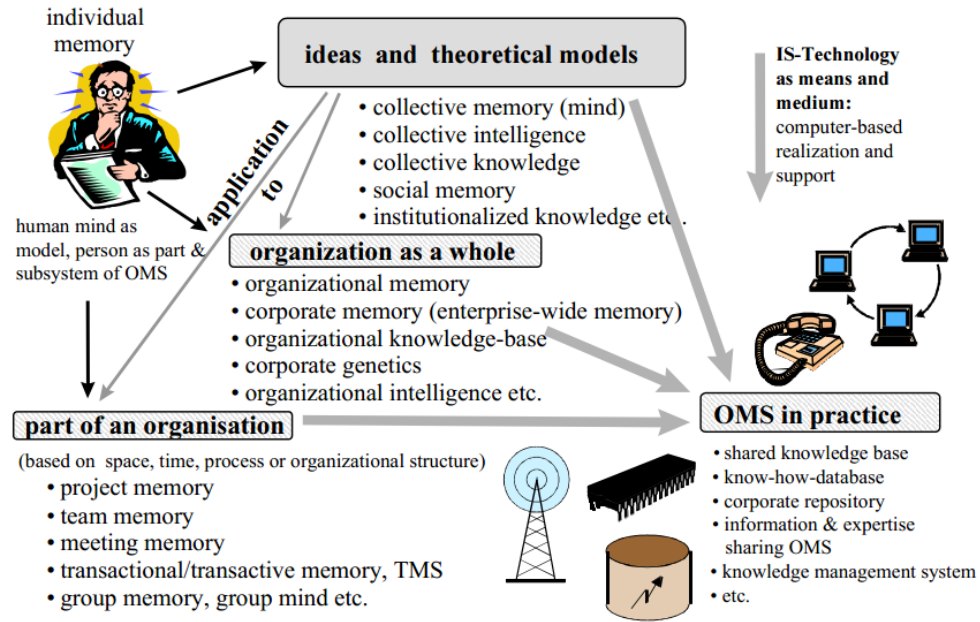 individual
memory
ideas and theoretical models
• collective memory (mind)
• collective intelligence
• collective knowledge
• social memory
• institutionalized knowledge etc..
application
to
IS-Technology
as means and
medium:
computer-based
realization and
support
human mind as
model, person as part &
subsystem of OMS
organization as a whole
• organizational memory
• corporate memory (enterprise-wide memory)
• organizational knowledge-base
• corporate genetics
• organizational intelligence etc.
part of an organisation
(based on space, time, process or organizational structure)
• project memory
• team memory
• meeting memory
• transactional/transactive memory, TMS
• group memory, group mind etc.
OMS in practice
• shared knowledge base
• know-how-database
• corporate repository
• information & expertise
sharing OMS
• knowledge management system
• etc.